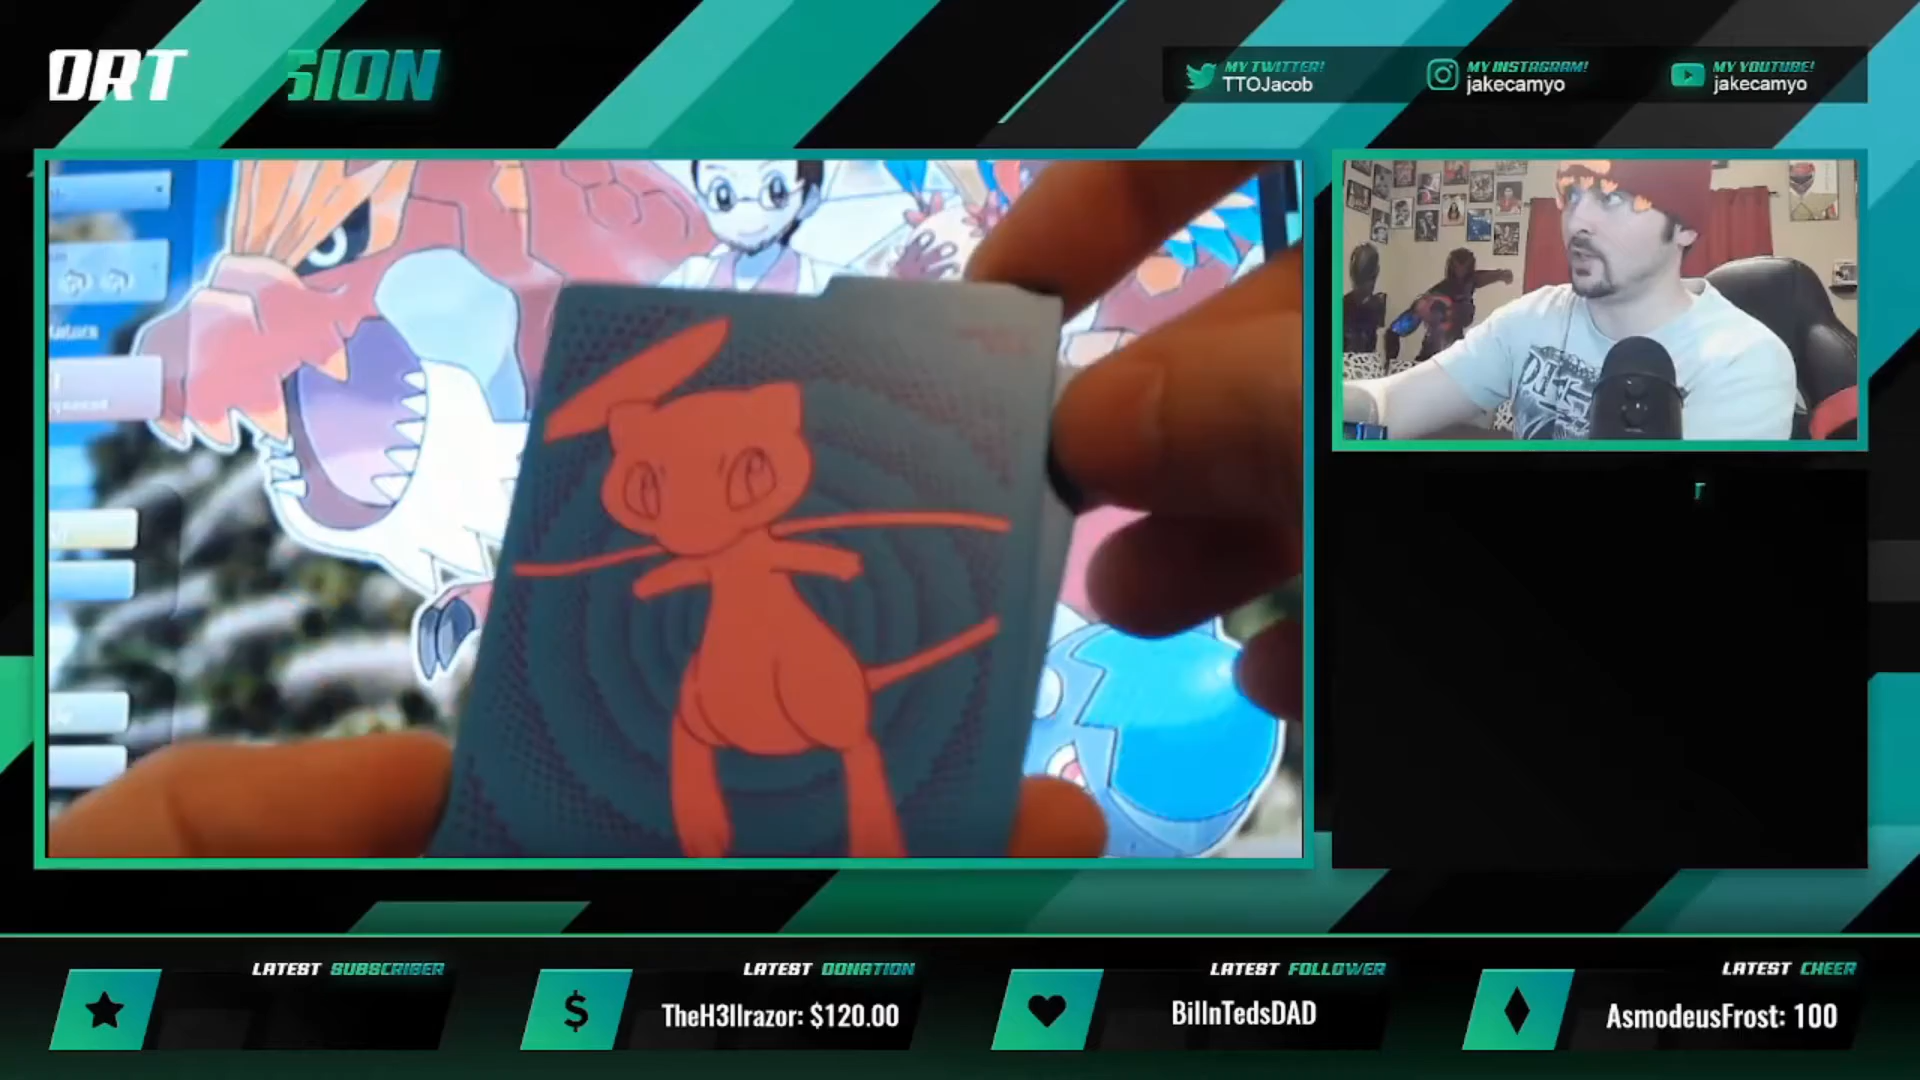 ORT SION
MY TWITTER!
TTOJacob
MY INSTAGRAM!
jakecamyo
MY YOUTUBE!
jakecamyo
T
LATEST SUBSCRIBER
LATEST DONATION
TheH3llrazor: $120.00
LATEST FOLLOWER
BillnTedsDAD
LATEST CHEER
AsmodeusFrost: 100